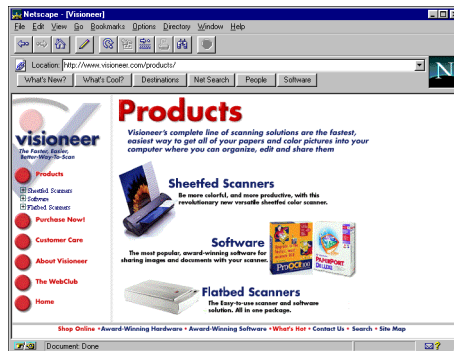 Netscape - [Visioneer]
File Edit View Go Bookmarks Options Directory Window Help
Location: http://www.visioneer.com/products/
What's New? What's Cool? Destinations Net Search People Software
N
visioneer
The Faster, Easier,
Better-Way-To-Scan
Products
Sheetfed Scanners
Software
Flatbed Scanners
Purchase Now!
Customer Care
About Visioneer
The WebClub
Home
Products
Visioneer's complete line of scanning solutions are the fastest,
easiest way to get all of your papers and color pictures into your
computer where you can organize, edit and share them
Sheetfed Scanners
Be more colorful, and more productive, with this
revolutionary new versatile sheetfed color scanner.
Software
The most popular, award-winning software for
sharing images and documents with your scanner.
ProOCR100
PAPERPORT
DELUXE
Flatbed Scanners
The Easy-to-use scanner and software
solution. All in one package.
Shop Online • Award-Winning Hardware • Award-Winning Software • What's Hot • Contact Us • Search • Site Map
Document: Done